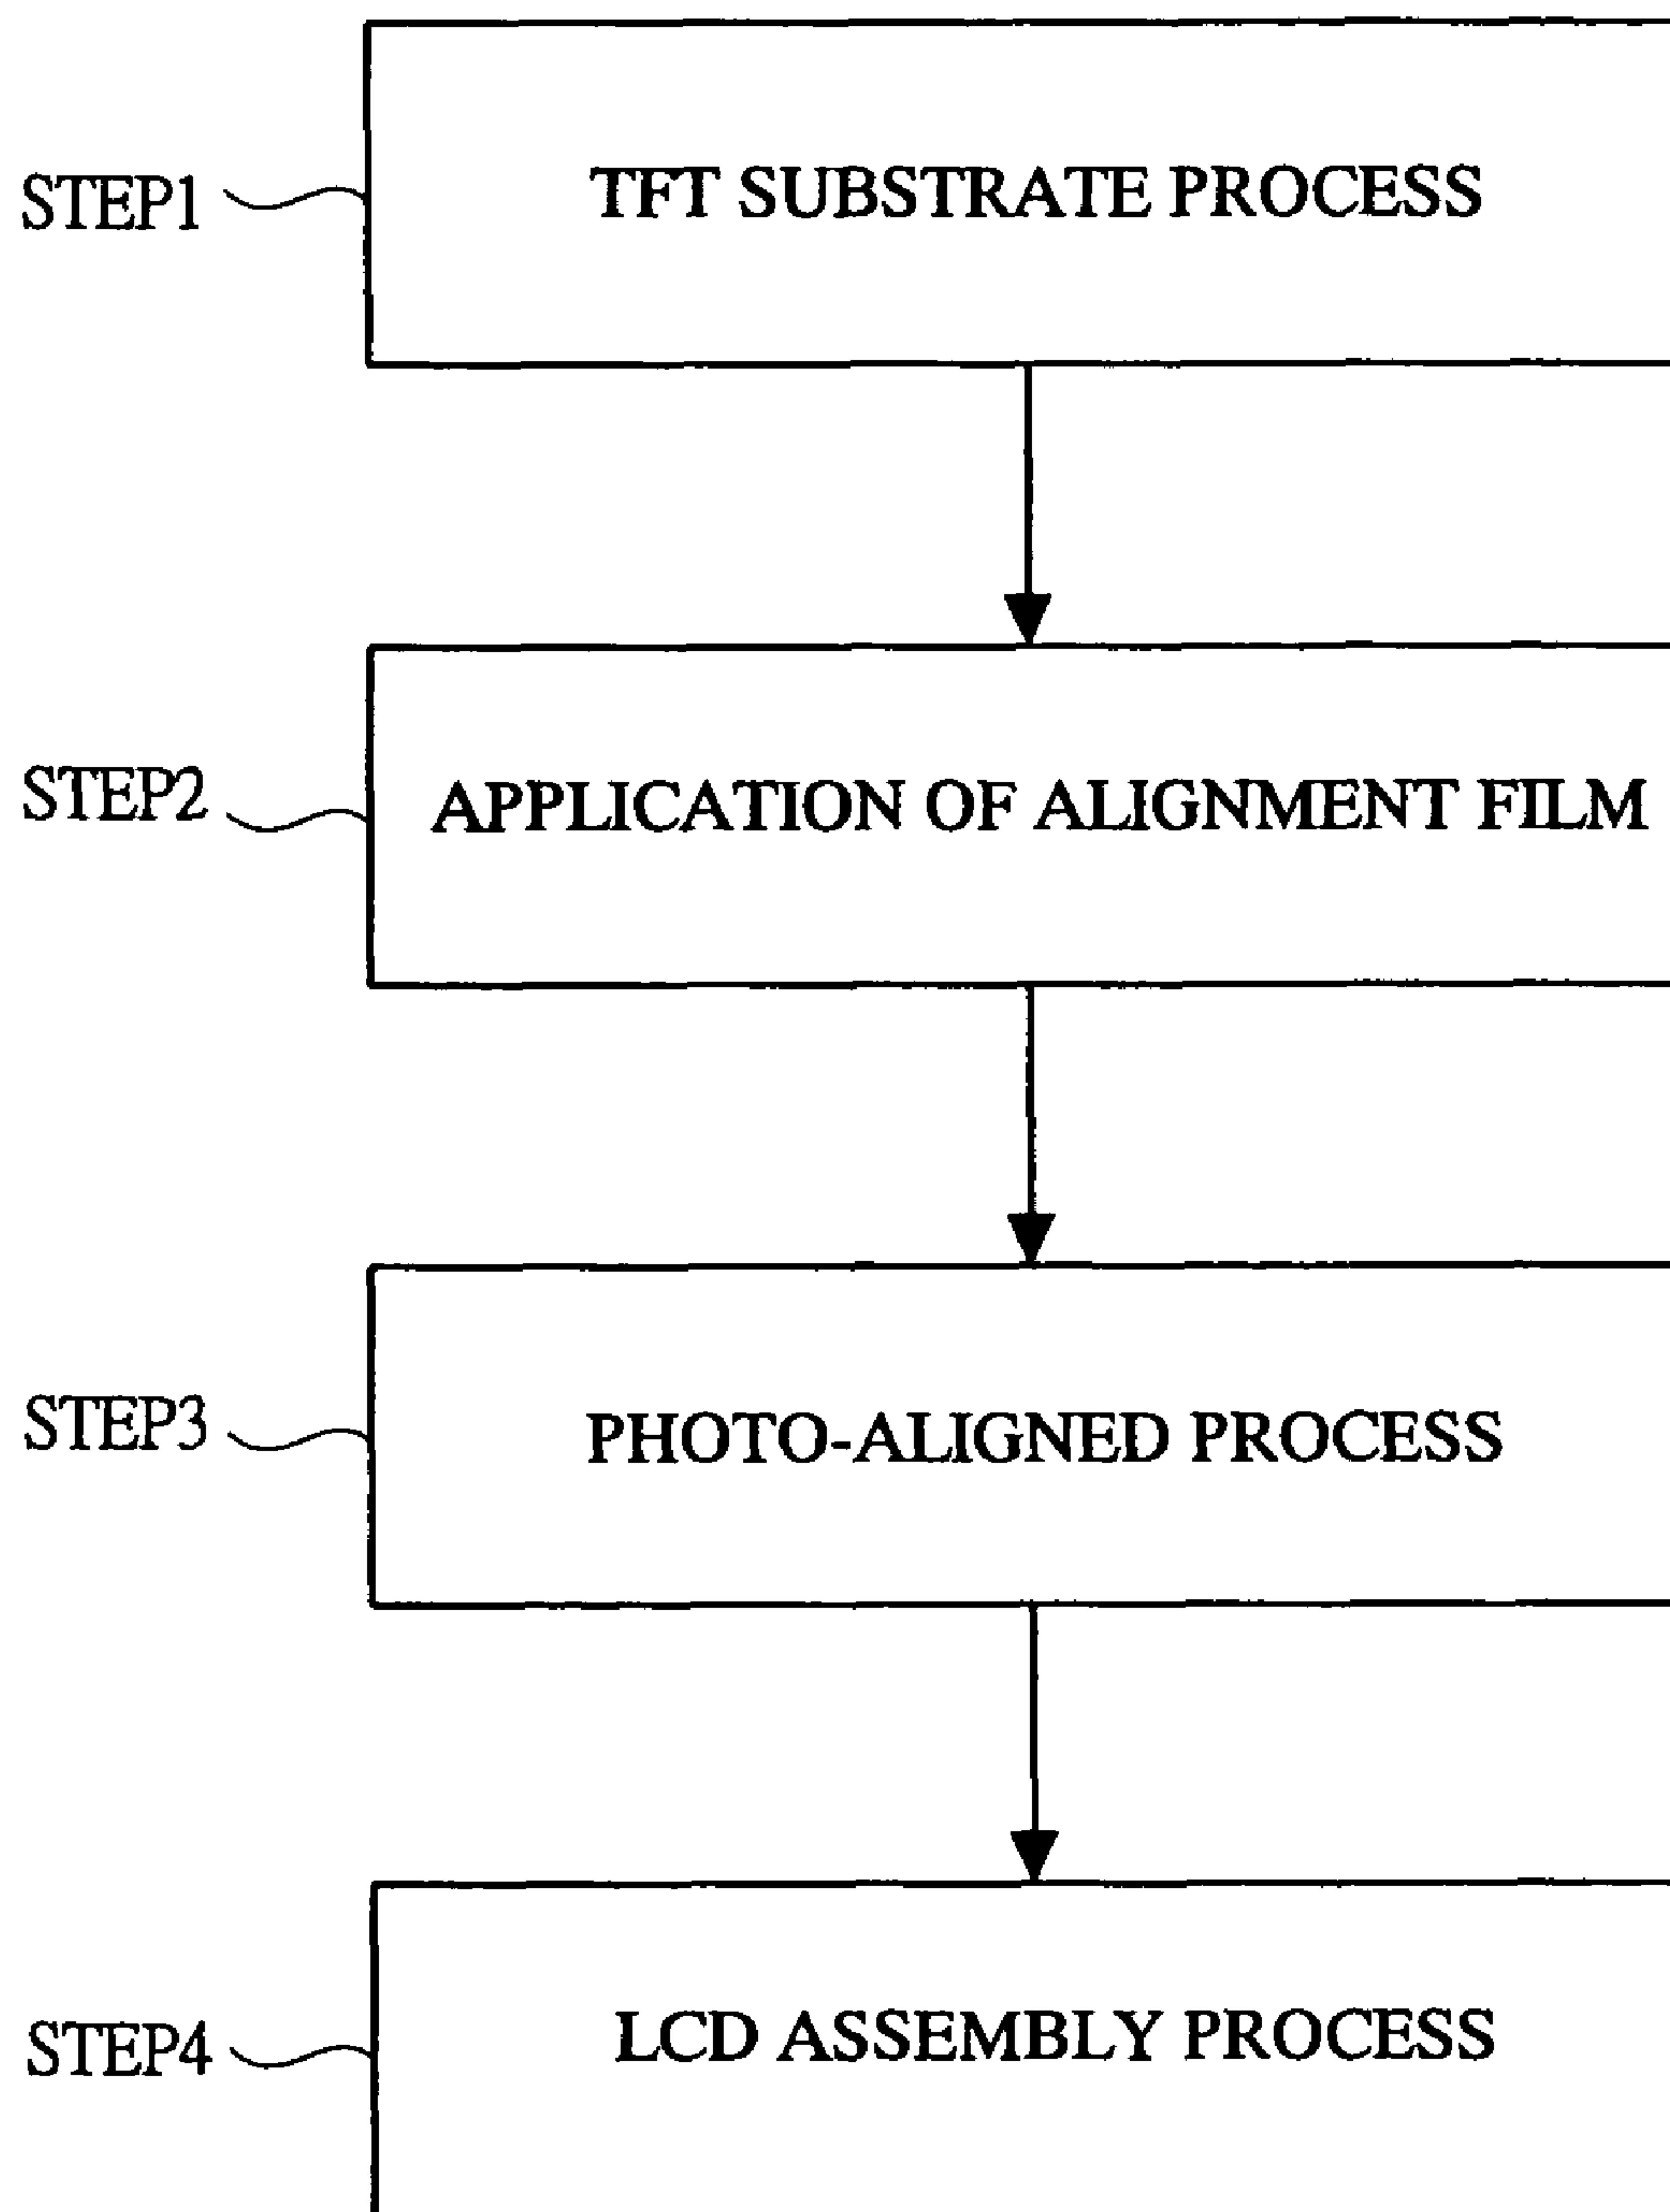 STEP1 TFT SUBSTRATE PROCESS
STEP2 APPLICATION OF ALIGNMENT FILM
STEP3 PHOTO-ALIGNED PROCESS
STEP4 LCD ASSEMBLY PROCESS